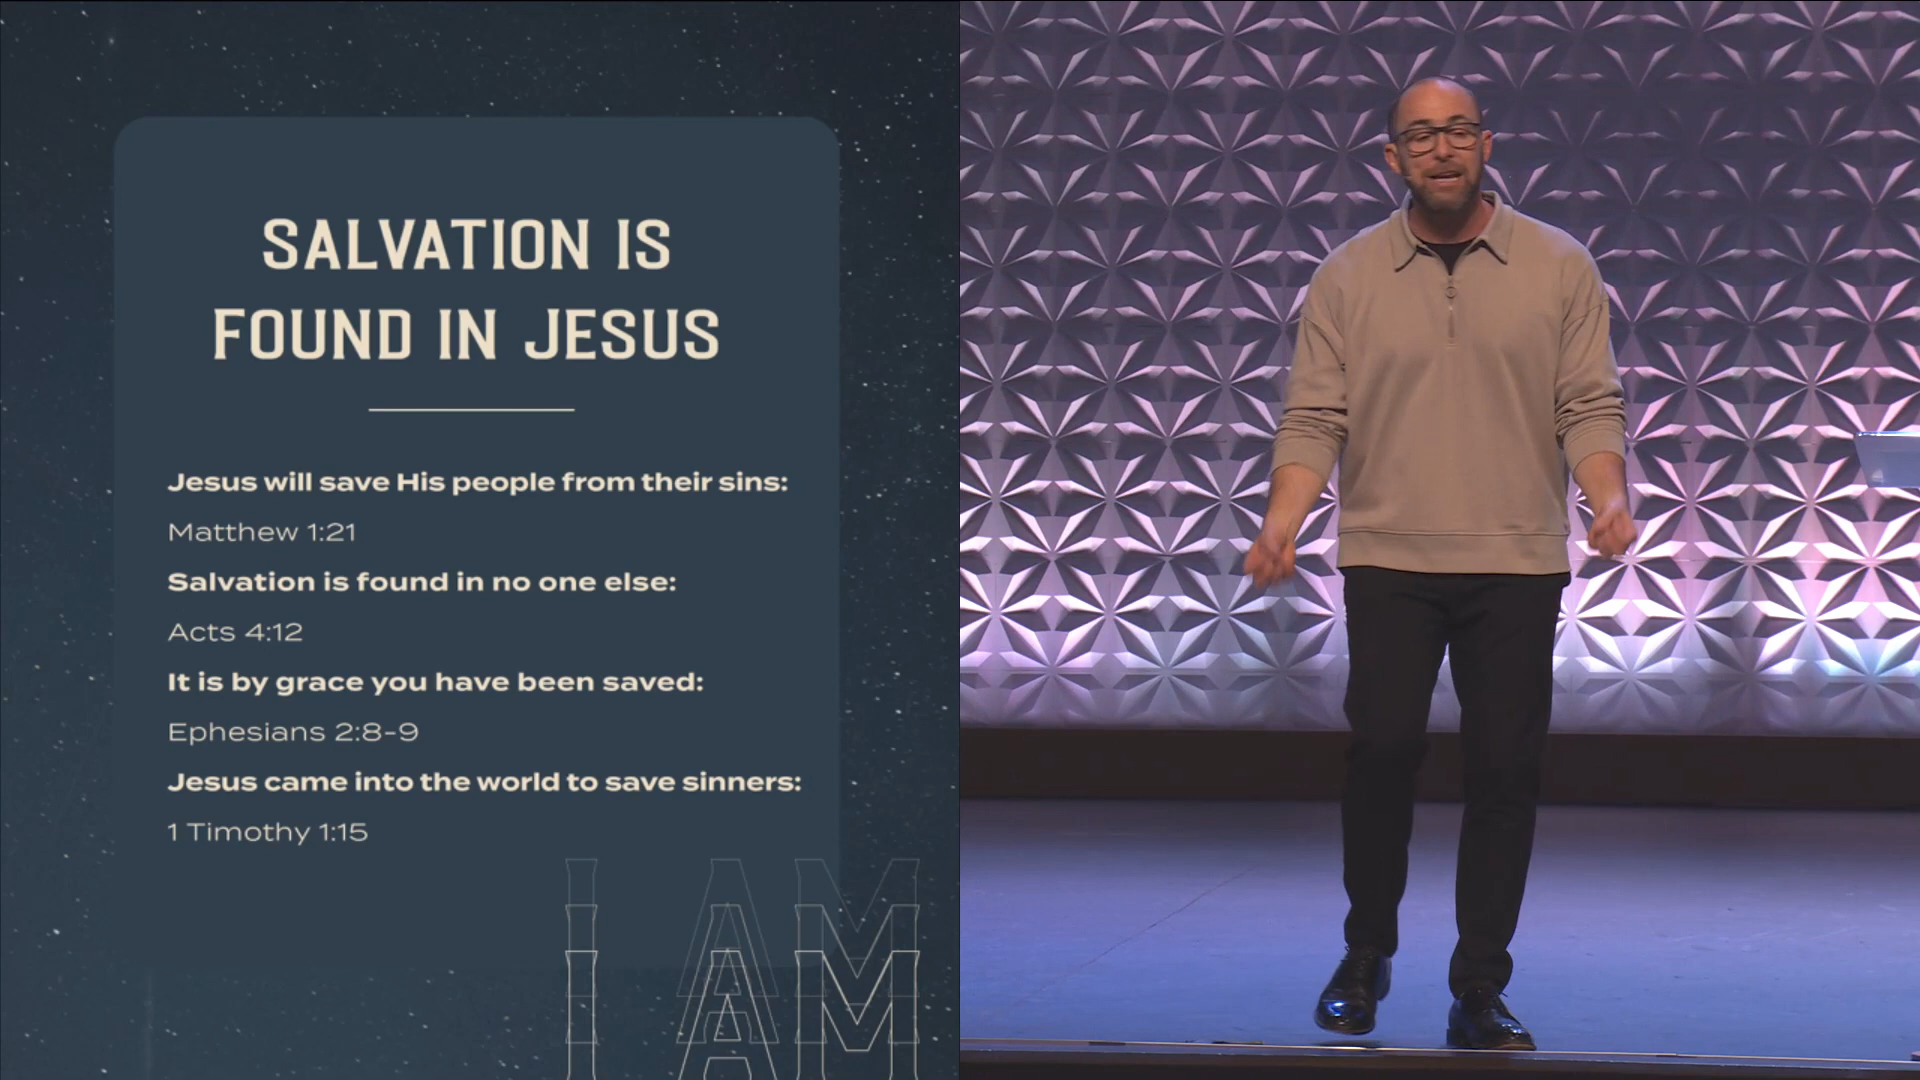 SALVATION IS
FOUND IN JESUS
Jesus will save His people from their sins:
Matthew 1:21
Salvation is found in no one else:
Acts 4:12
It is by grace you have been saved:
Ephesians 2:8-9
Jesus came into the world to save sinners:
1 Timothy 1:15
I AM
I AM
I AM